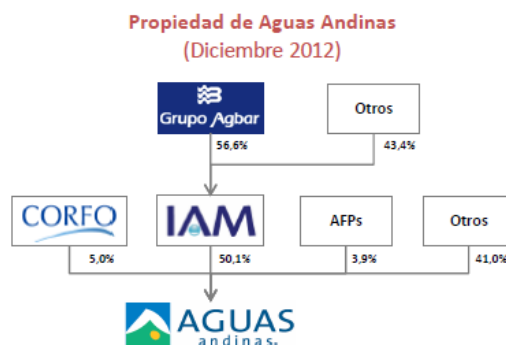 Propiedad de Aguas Andinas
(Diciembre 2012)
Grupo Agbar
Otros
56,6%
43,4%
CORFO
IAM
AFPs
Otros
5,0%
50,1%
3,9%
41,0%
AGUAS
andinas.